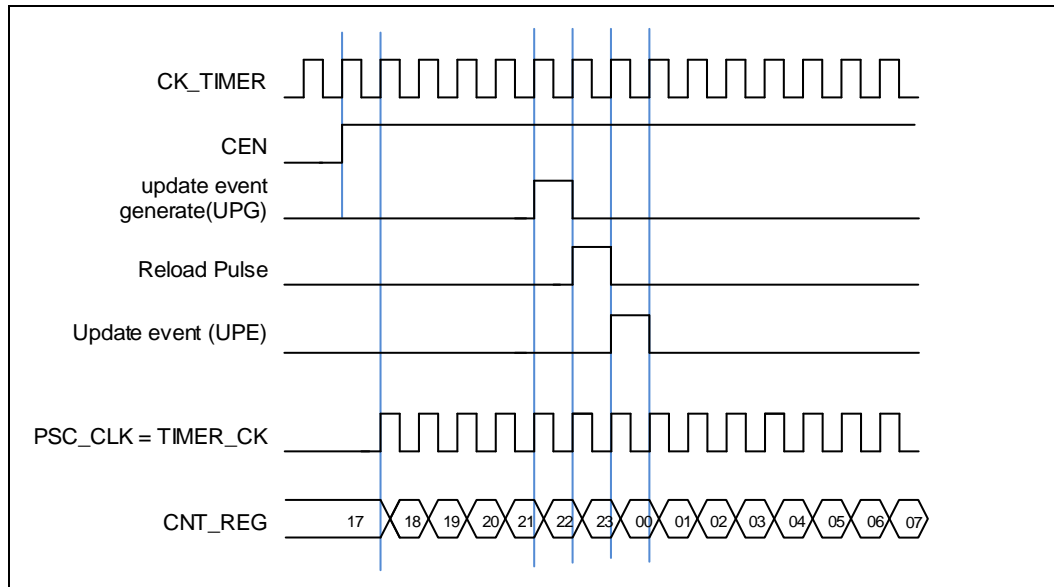 CK_TIMER
CEN
update event
generate(UPG)
Reload Pulse
Update event (UPE)
PSC_CLK = TIMER_CK
CNT_REG 17 18 19 20 21 22 23 00 01 02 03 04 05 06 07